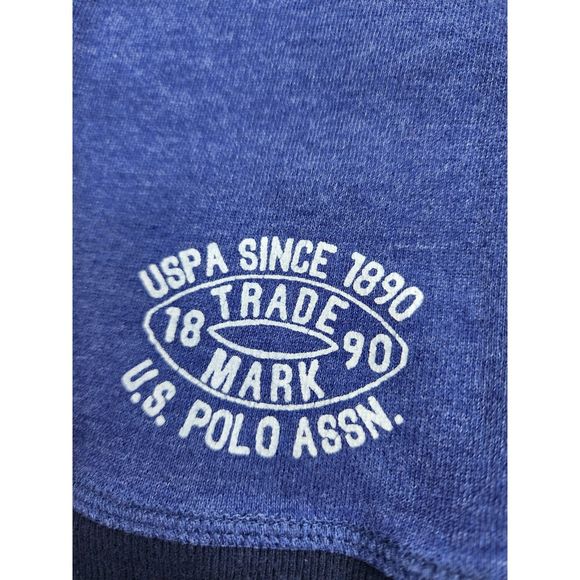 USPA SINCE 1890
TRADE
18 90
MARK
U.S. POLO ASSN.